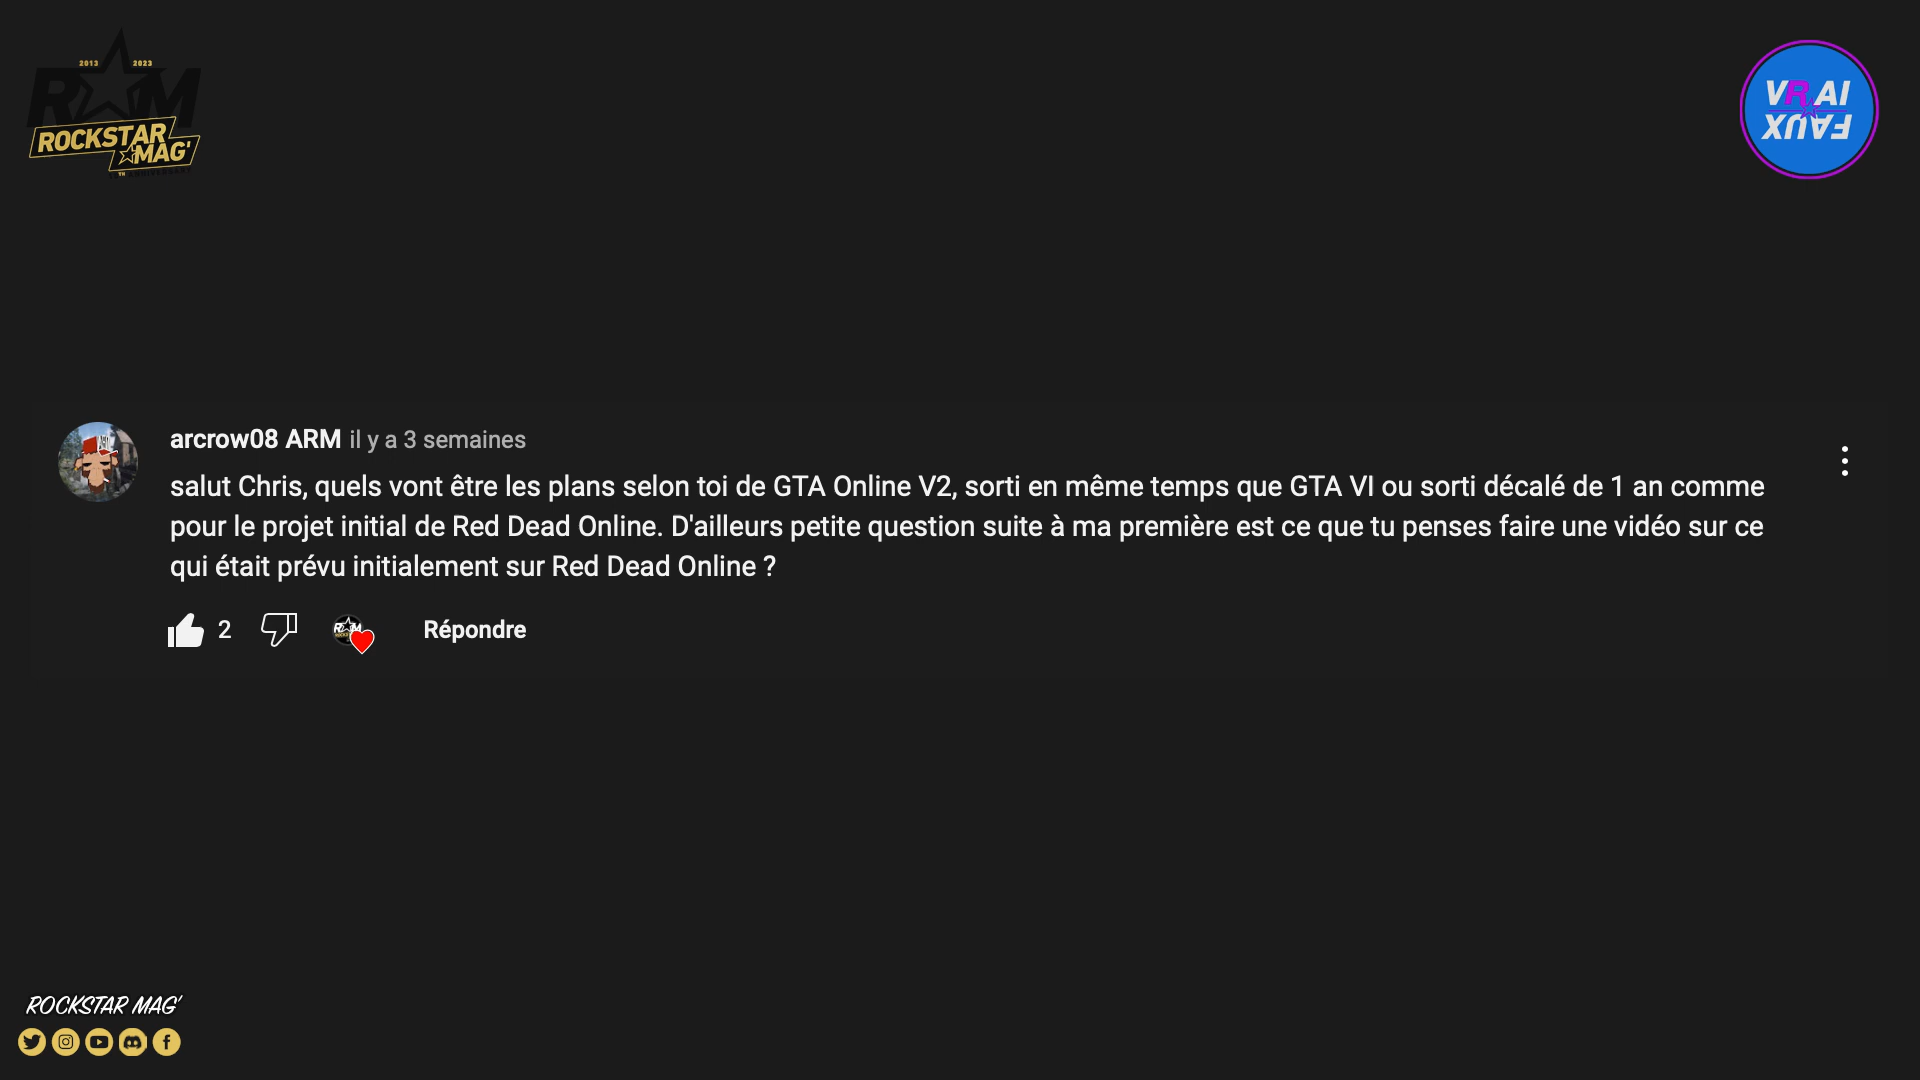 2013 2023
RM
ROCKSTAR
MAG'
VRAI
FAUX
arcrow08 ARM il y a 3 semaines
salut Chris, quels vont être les plans selon toi de GTA Online V2, sorti en même temps que GTA VI ou sorti décalé de 1 an comme
pour le projet initial de Red Dead Online. D'ailleurs petite question suite à ma première est ce que tu penses faire une vidéo sur ce
qui était prévu initialement sur Red Dead Online ?
2 Répondre
ROCKSTAR MAG'